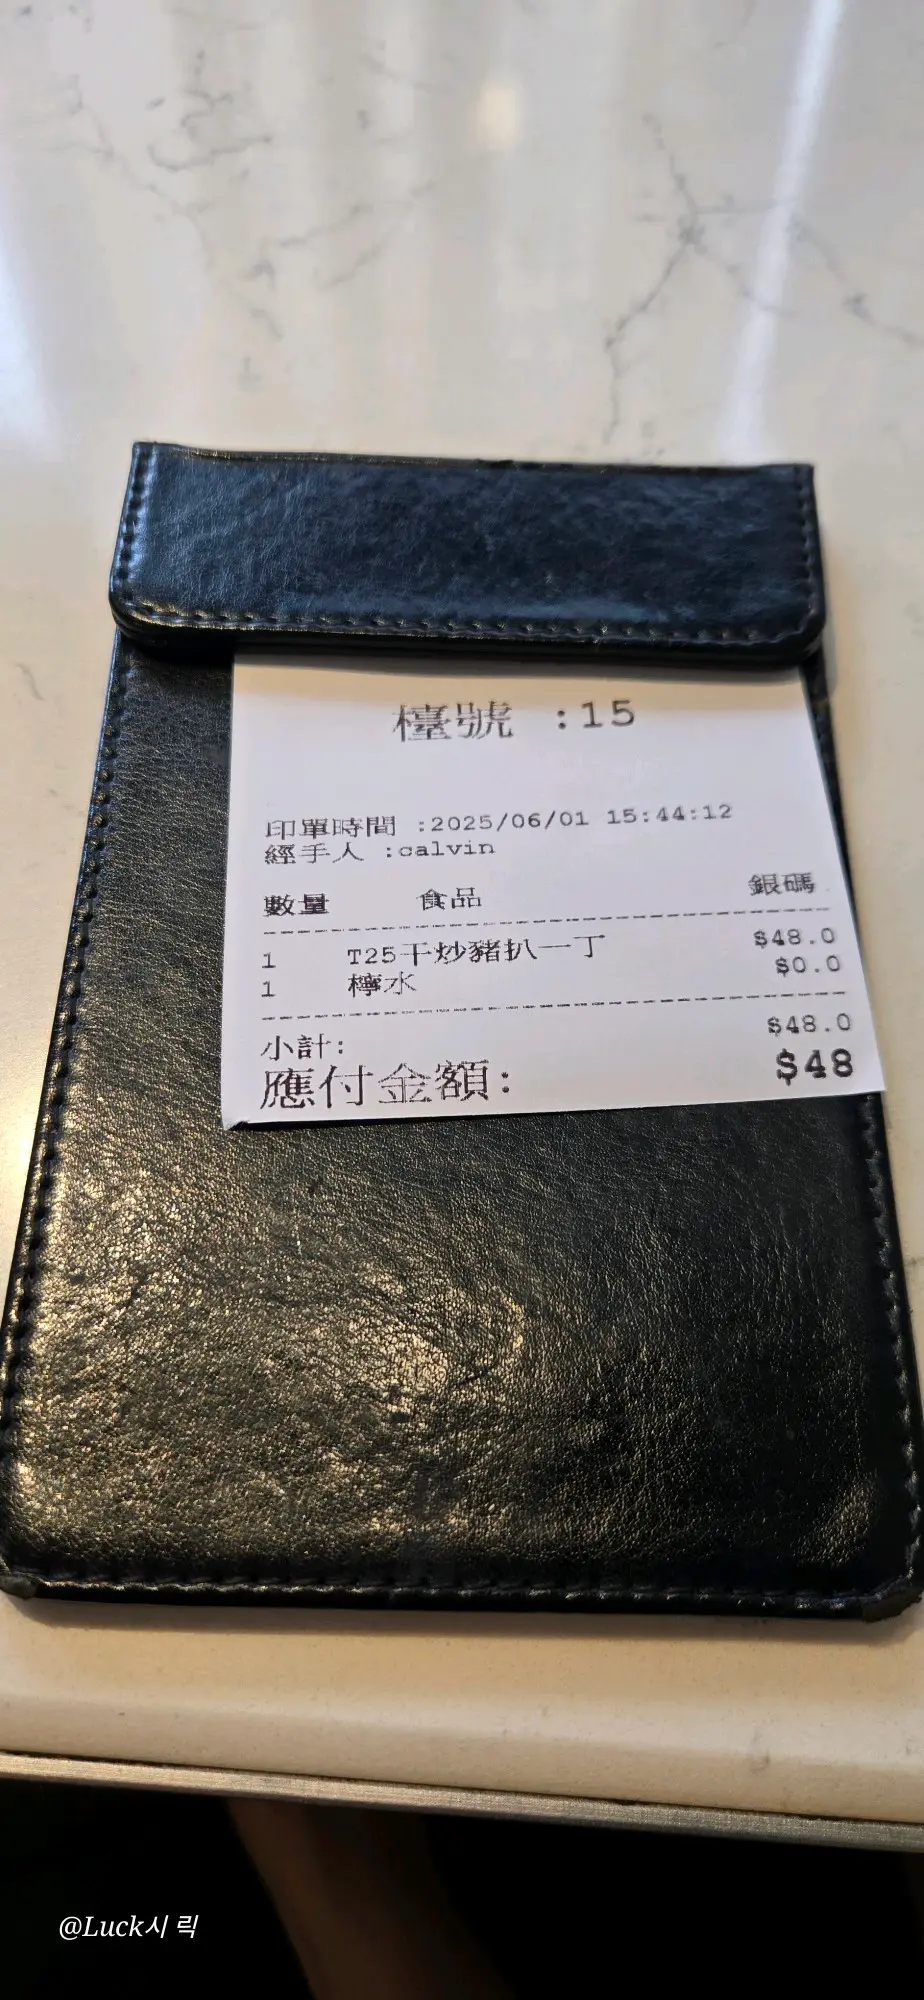 檯號 :15
印單時間 :2025/06/01 15:44:12
經手人 :calvin
數量 食品 銀碼
1 T25干炒豬扒一丁 $48.0
1 檸水 $0.0
小計: $48.0
應付金額: $48
@Luck시 릭